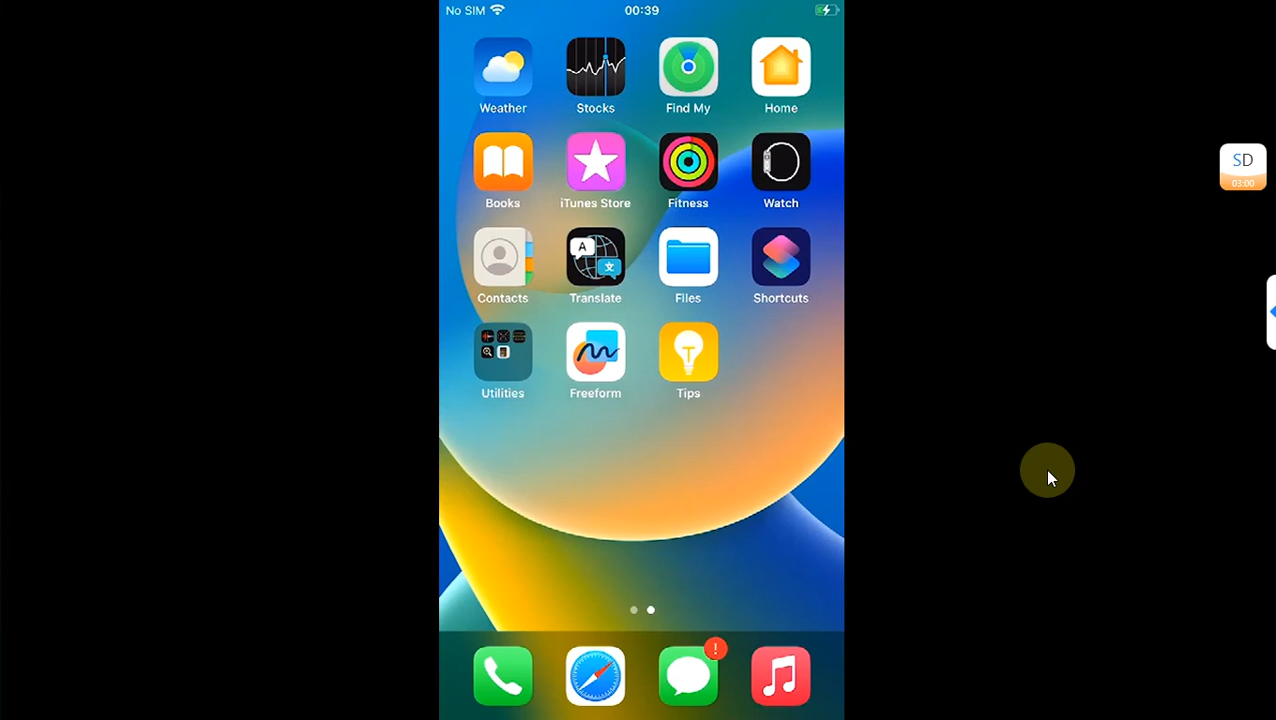 No SIM 00:39
Weather Stocks Find My Home
Books iTunes Store Fitness Watch
A
文
Contacts Translate Files Shortcuts
T
Utilities Freeform Tips
!
SD
03:00